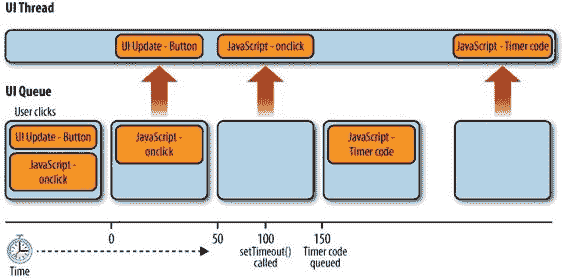 UI Thread
UI Update - Button
JavaScript - onclick
JavaScript - Timer code
UI Queue
User clicks
UI Update - Button
JavaScript -
onclick
JavaScript -
onclick
JavaScript -
Timer code
0
50
100
150
setTimeout()
called
Timer code
queued
Time